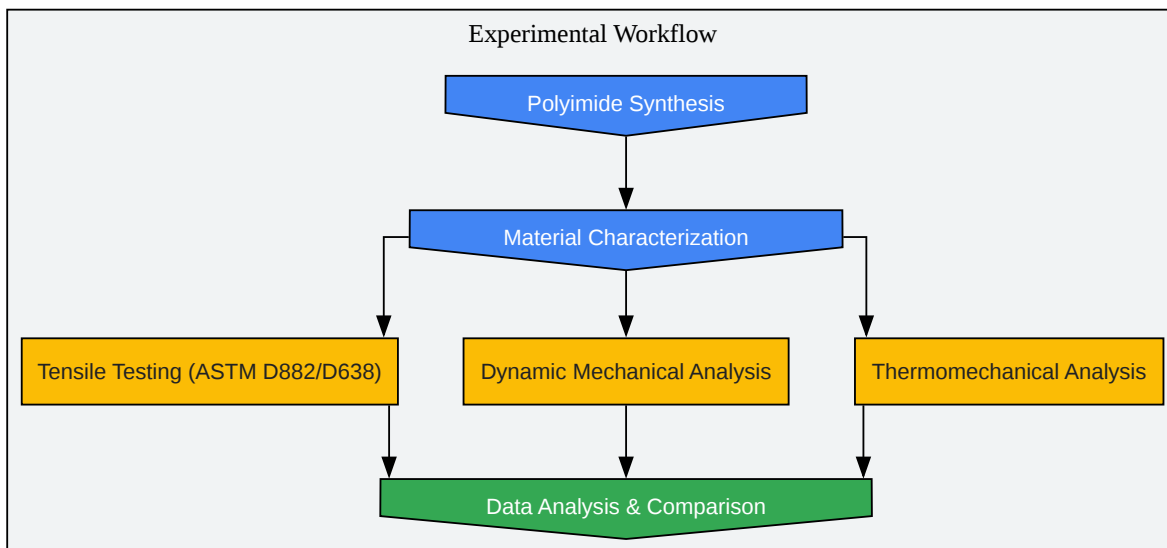 Experimental Workflow
Polyimide Synthesis
Material Characterization
Tensile Testing (ASTM D882/D638)
Dynamic Mechanical Analysis
Thermomechanical Analysis
Data Analysis & Comparison